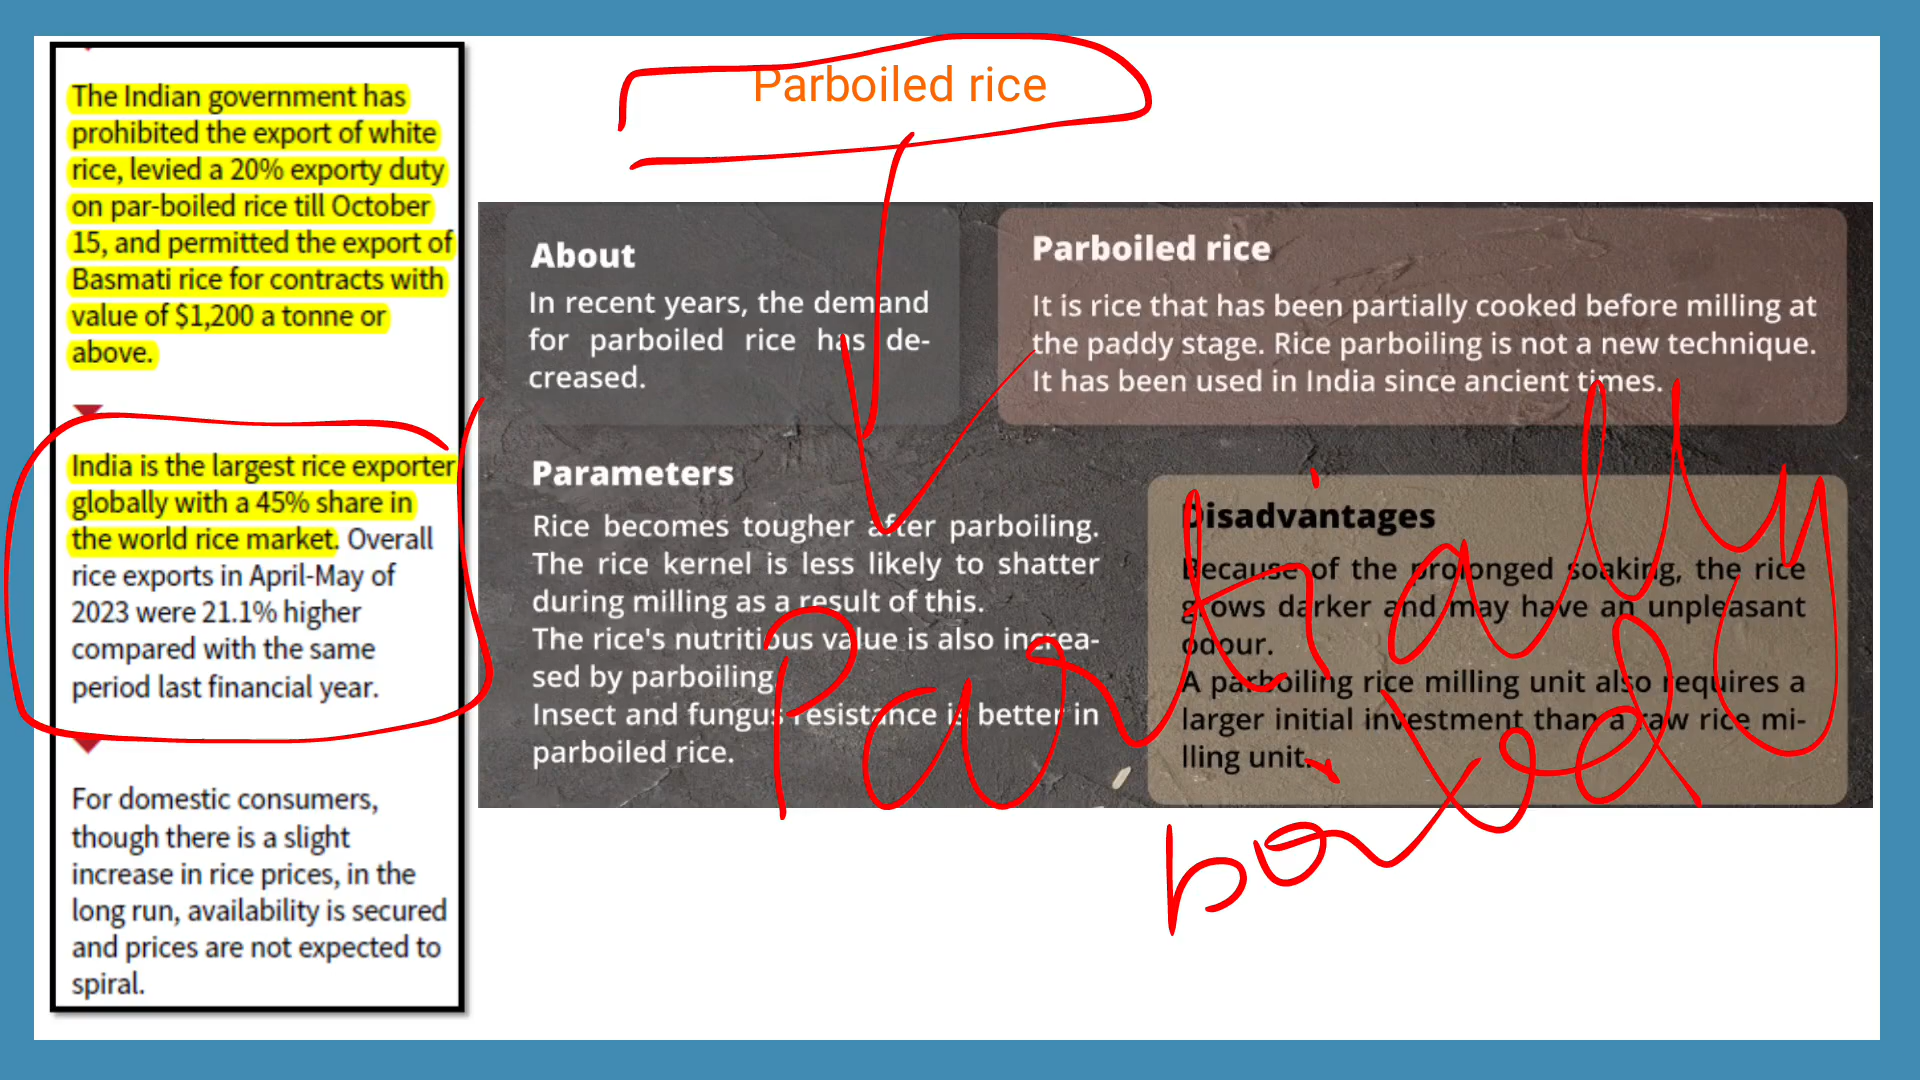 The Indian government has
prohibited the export of white
rice, levied a 20% exporty duty
on par-boiled rice till October
15, and permitted the export of
Basmati rice for contracts with
value of $1,200 a tonne or
above.
India is the largest rice exporter
globally with a 45% share in
the world rice market. Overall
rice exports in April-May of
2023 were 21.1% higher
compared with the same
period last financial year.
For domestic consumers,
though there is a slight
increase in rice prices, in the
long run, availability is secured
and prices are not expected to
spiral.
Parboiled rice
About
In recent years, the demand
for parboiled rice has de-
creased.
Parboiled rice
It is rice that has been partially cooked before milling at
the paddy stage. Rice parboiling is not a new technique.
It has been used in India since ancient times.
Parameters
Rice becomes tougher after parboiling.
The rice kernel is less likely to shatter
during milling as a result of this.
The rice's nutritious value is also increa-
sed by parboiling
Insect and fungus resistance is better in
parboiled rice.
Disadvantages
Because of the prolonged soaking, the rice
grows darker and may have an unpleasant
odour.
A parboiling rice milling unit also requires a
larger initial investment than a raw rice mi-
lling unit.
Partially
boiled